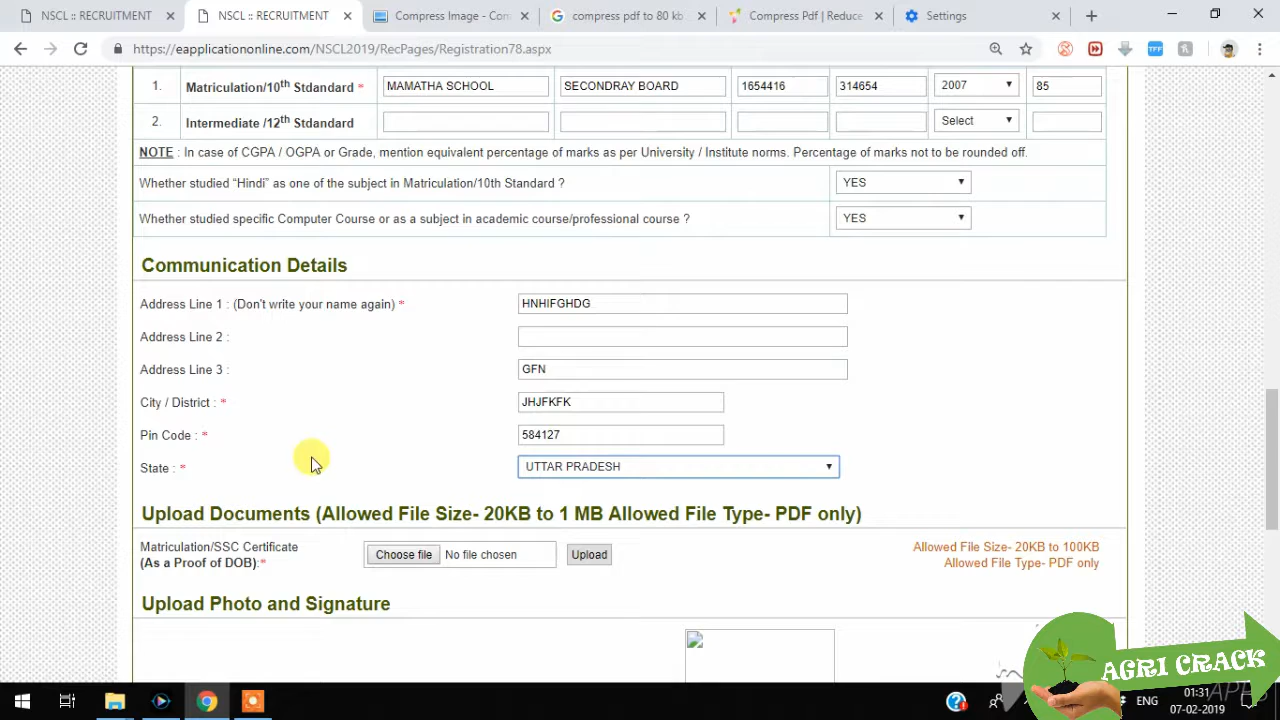 NSCL :: RECRUITMENT
NSCL :: RECRUITMENT
Compress Image - Com
compress pdf to 80 kb
Compress Pdf | Reduce
Settings
https://eapplicationonline.com/NSCL2019/RecPages/Registration78.aspx
TFF
1. Matriculation/10th Stdandard * MAMATHA SCHOOL SECONDRAY BOARD 1654416 314654 2007 85
2. Intermediate /12th Stdandard Select
NOTE : In case of CGPA / OGPA or Grade, mention equivalent percentage of marks as per University / Institute norms. Percentage of marks not to be rounded off.
Whether studied “Hindi” as one of the subject in Matriculation/10th Standard ? YES
Whether studied specific Computer Course or as a subject in academic course/professional course ? YES
Communication Details
Address Line 1 : (Don't write your name again) * HNHIFGHDG
Address Line 2 :
Address Line 3 : GFN
City / District : * JHJFKFK
Pin Code : * 584127
State : * UTTAR PRADESH
Upload Documents (Allowed File Size- 20KB to 1 MB Allowed File Type- PDF only)
Matriculation/SSC Certificate
(As a Proof of DOB):*
Choose file No file chosen Upload
Allowed File Size- 20KB to 100KB
Allowed File Type- PDF only
Upload Photo and Signature
AGRI CRACK
APPS
ENG
01:31
07-02-2019